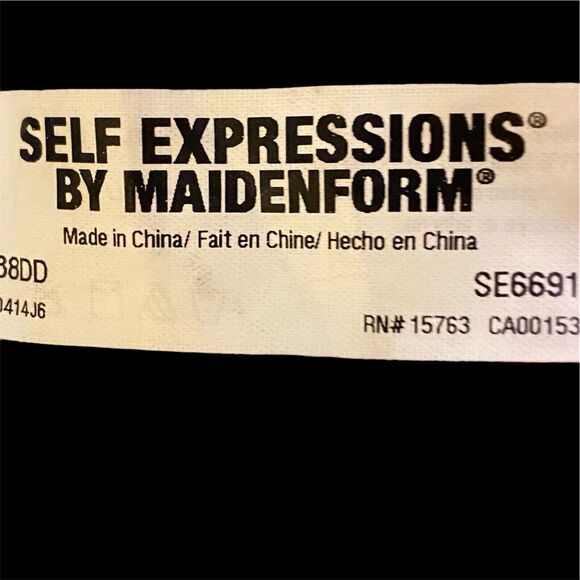 SELF EXPRESSIONS®
BY MAIDENFORM®
Made in China/ Fait en Chine/ Hecho en China
38DD
SE6691
0414J6
RN# 15763 CA00153